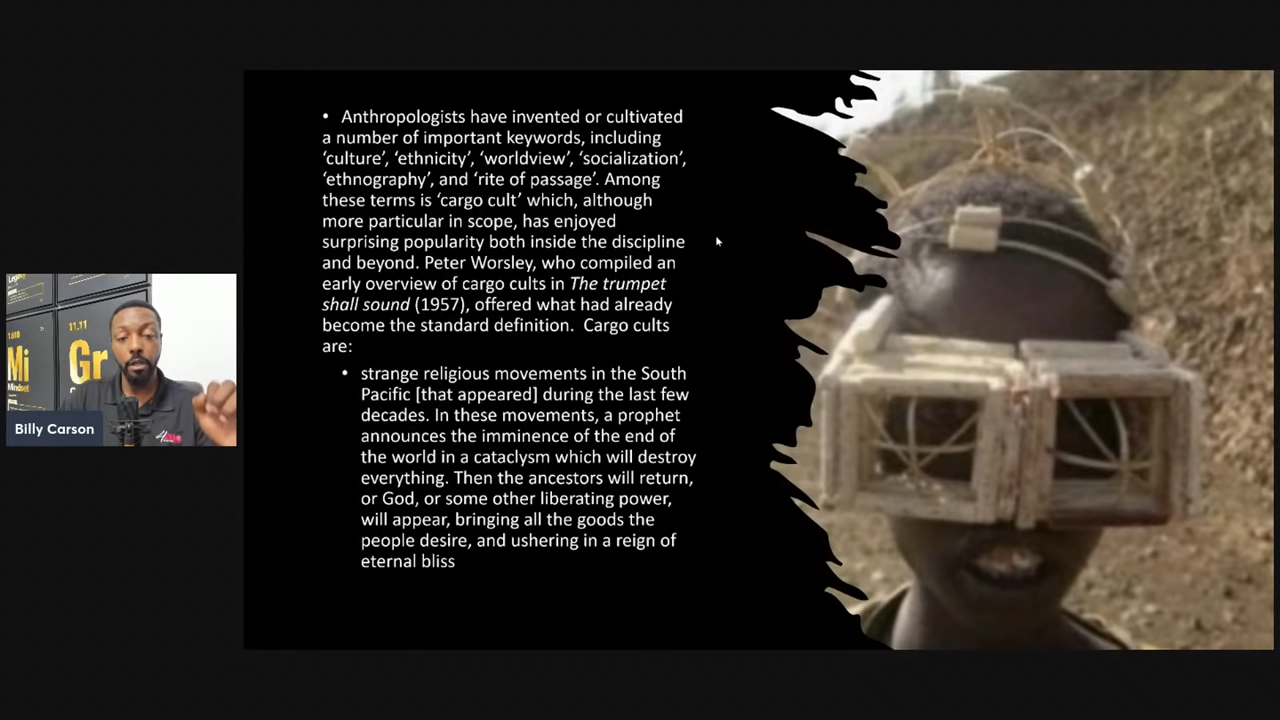 • Anthropologists have invented or cultivated
a number of important keywords, including
‘culture’, ‘ethnicity’, ‘worldview’, ‘socialization’,
‘ethnography’, and ‘rite of passage’. Among
these terms is ‘cargo cult’ which, although
more particular in scope, has enjoyed
surprising popularity both inside the discipline
and beyond. Peter Worsley, who compiled an
early overview of cargo cults in The trumpet
shall sound (1957), offered what had already
become the standard definition.  Cargo cults
are:
• strange religious movements in the South
Pacific [that appeared] during the last few
decades. In these movements, a prophet
announces the imminence of the end of
the world in a cataclysm which will destroy
everything. Then the ancestors will return,
or God, or some other liberating power,
will appear, bringing all the goods the
people desire, and ushering in a reign of
eternal bliss
1.618
Mi
Mindset
11.11
Gr
Billy Carson